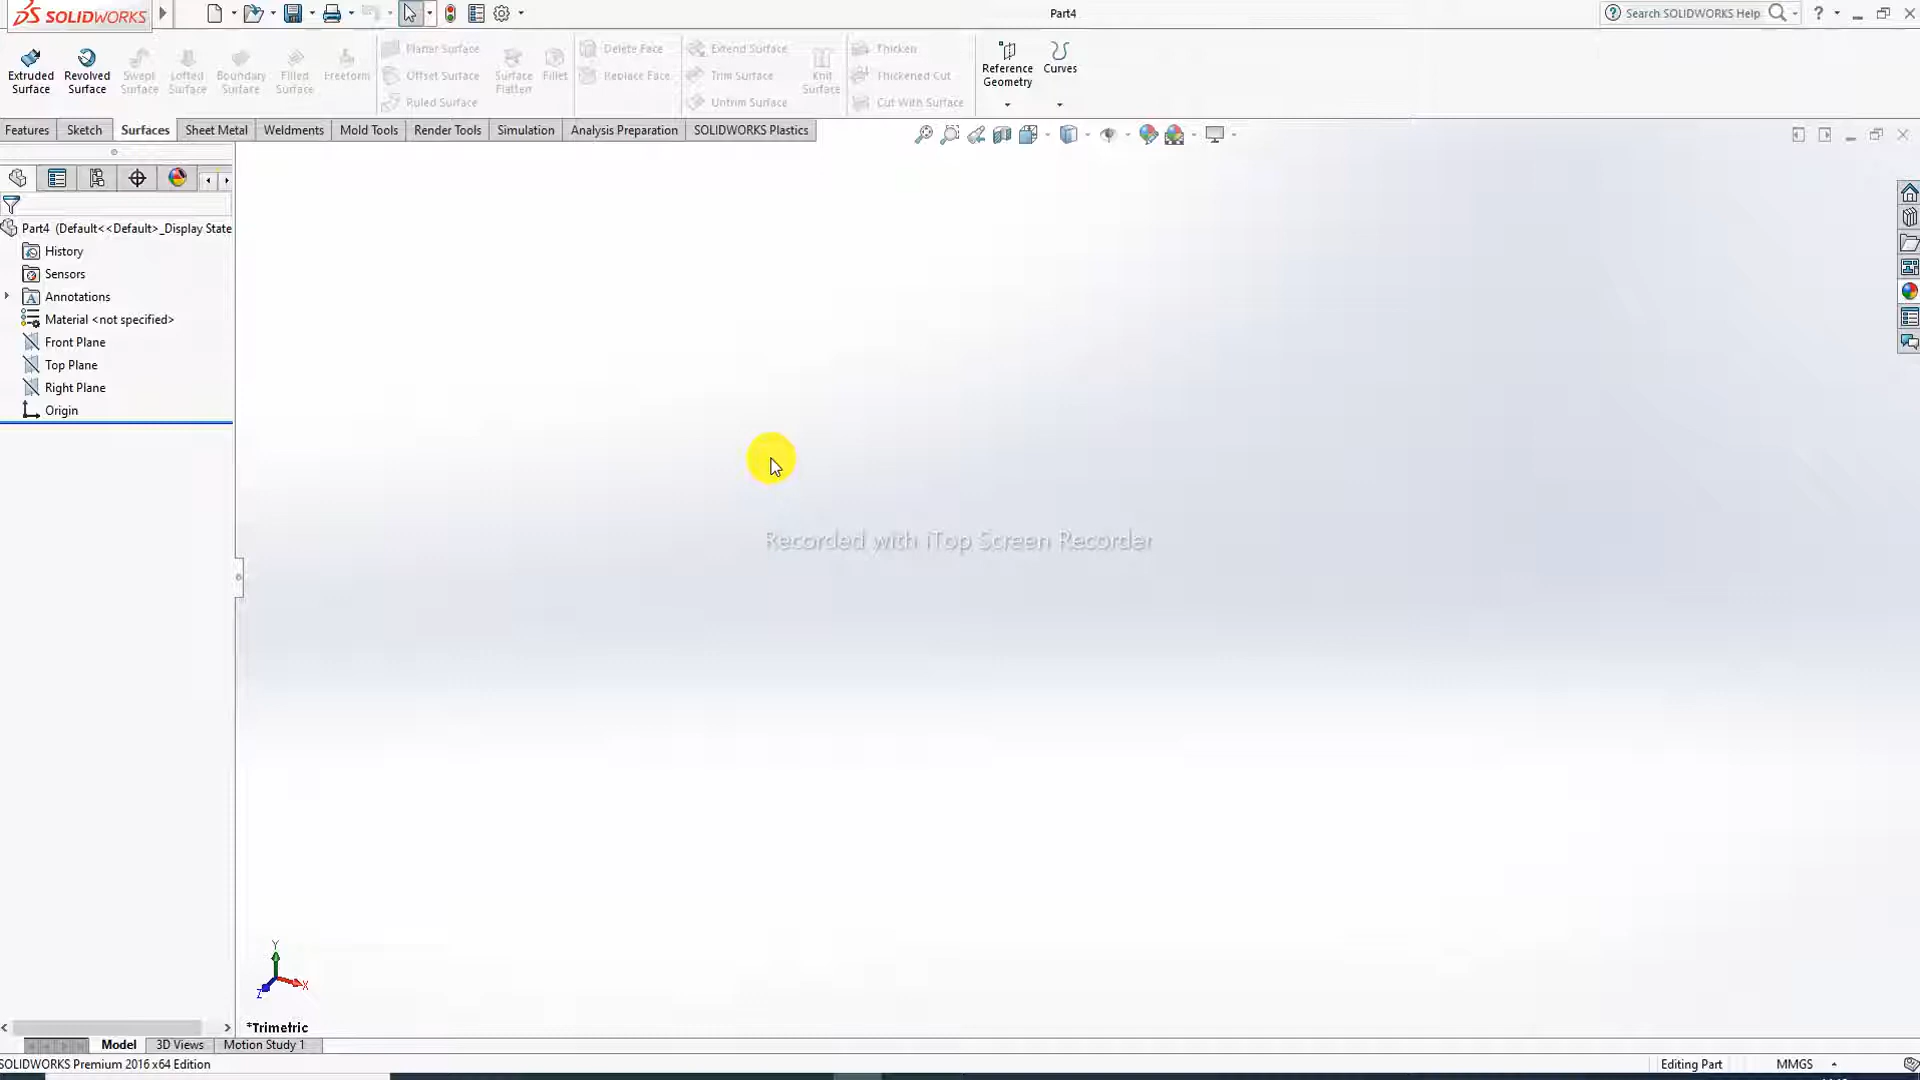 SOLIDWORKS
Part4
Search SOLIDWORKS Help
?
Extruded Surface
Revolved Surface
Swept Surface
Lofted Surface
Boundary Surface
Filled Surface
Freeform
Planar Surface
Offset Surface
Ruled Surface
Surface Flatten
Fillet
Delete Face
Replace Face
Extend Surface
Trim Surface
Untrim Surface
Knit Surface
Thicken
Thickened Cut
Cut With Surface
Reference Geometry
Curves
Features
Sketch
Surfaces
Sheet Metal
Weldments
Mold Tools
Render Tools
Simulation
Analysis Preparation
SOLIDWORKS Plastics
Part4 (Default<<Default>_Display State
History
Sensors
Annotations
Material <not specified>
Front Plane
Top Plane
Right Plane
Origin
Recorded with iTop Screen Recorder
Y
X
Z
*Trimetric
Model
3D Views
Motion Study 1
SOLIDWORKS Premium 2016 x64 Edition
Editing Part
MMGS